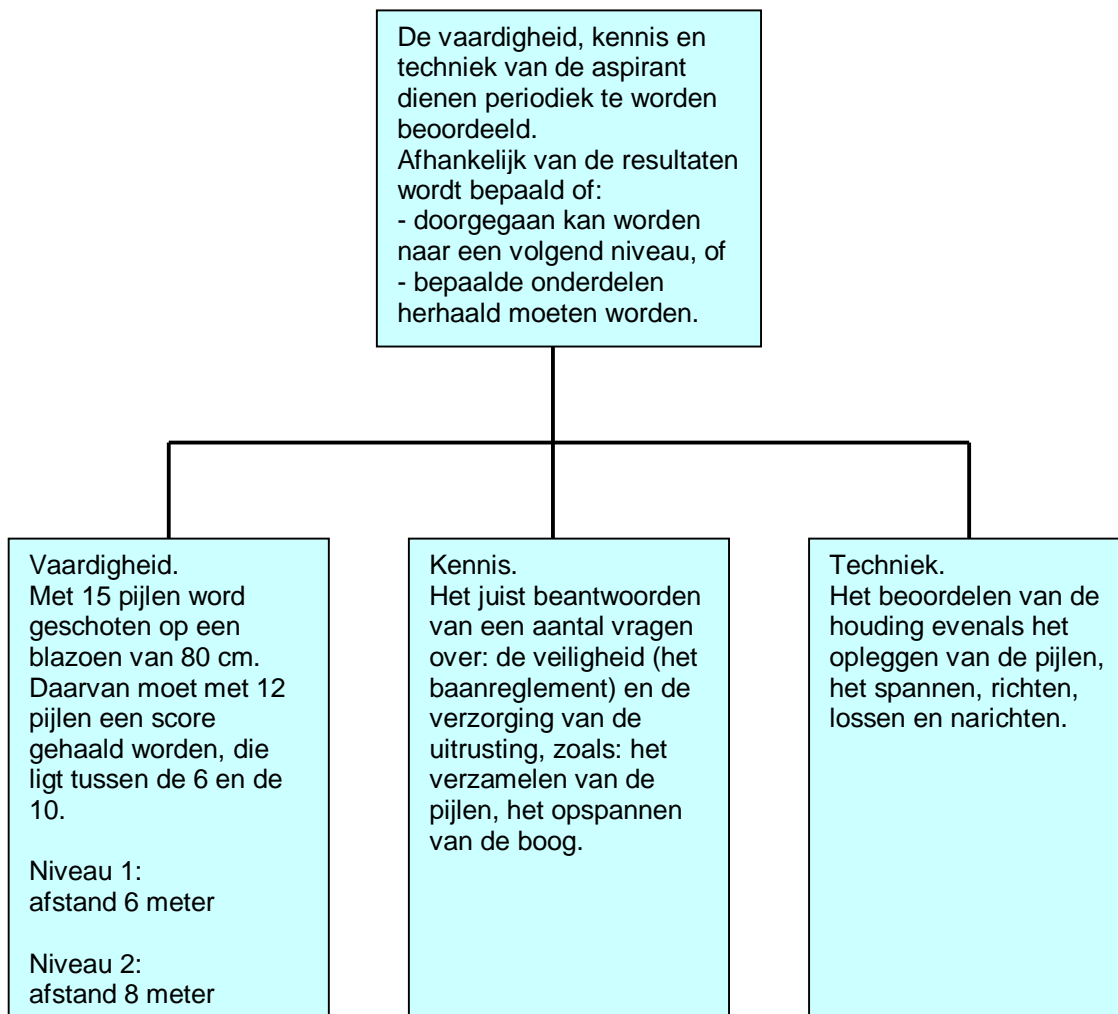 De vaardigheid, kennis en
techniek van de aspirant
dienen periodiek te worden
beoordeeld.
Afhankelijk van de resultaten
wordt bepaald of:
- doorgegaan kan worden
naar een volgend niveau, of
- bepaalde onderdelen
herhaald moeten worden.
Vaardigheid.
Met 15 pijlen word
geschoten op een
blazoen van 80 cm.
Daarvan moet met 12
pijlen een score
gehaald worden, die
ligt tussen de 6 en de
10.
Niveau 1:
afstand 6 meter
Niveau 2:
afstand 8 meter
Kennis.
Het juist beantwoorden
van een aantal vragen
over: de veiligheid (het
baanreglement) en de
verzorging van de
uitrusting, zoals: het
verzamelen van de
pijlen, het opspannen
van de boog.
Techniek.
Het beoordelen van de
houding evenals het
opleggen van de pijlen,
het spannen, richten,
lossen en narichten.